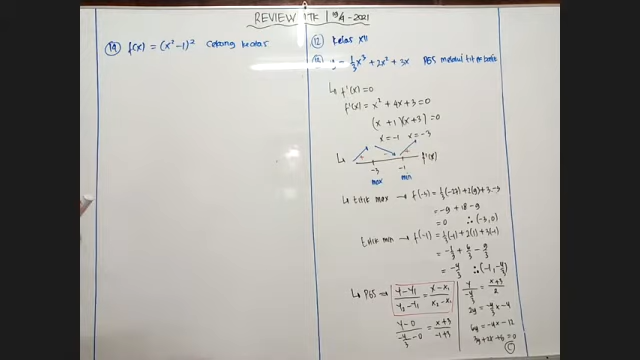 REVIEW ITK | 19/4 - 2021
(19) f(x) = (x² - 1)² Cekung keatas
(12) Kelas XII
y = 1/3 x³ + 2x² + 3x PGS melalui titik balik
↳ f'(x) = 0
f'(x) = x² + 4x + 3 = 0
(x + 1)(x + 3) = 0
x = -1 x = -3
↳ + - + f'(x)
-3 -1
max min
↳ titik max → f(-3) = 1/3(-27) + 2(9) + 3.-3
= -9 + 18 - 9
= 0 ∴ (-3, 0)
titik min → f(-1) = 1/3(-1) + 2(1) + 3(-1)
= -1/3 + 6/3 - 9/3
= -4/3 ∴ (-1, -4/3)
↳ PGS ⇒ (y - y₁)/(y₂ - y₁) = (x - x₁)/(x₂ - x₁)
(y - 0)/(-4/3 - 0) = (x + 3)/(-1 + 3)
y/(-4/3) = (x + 3)/2
2y = -4/3 x - 4
6y = -4x - 12
3y + 2x + 6 = 0
(C)